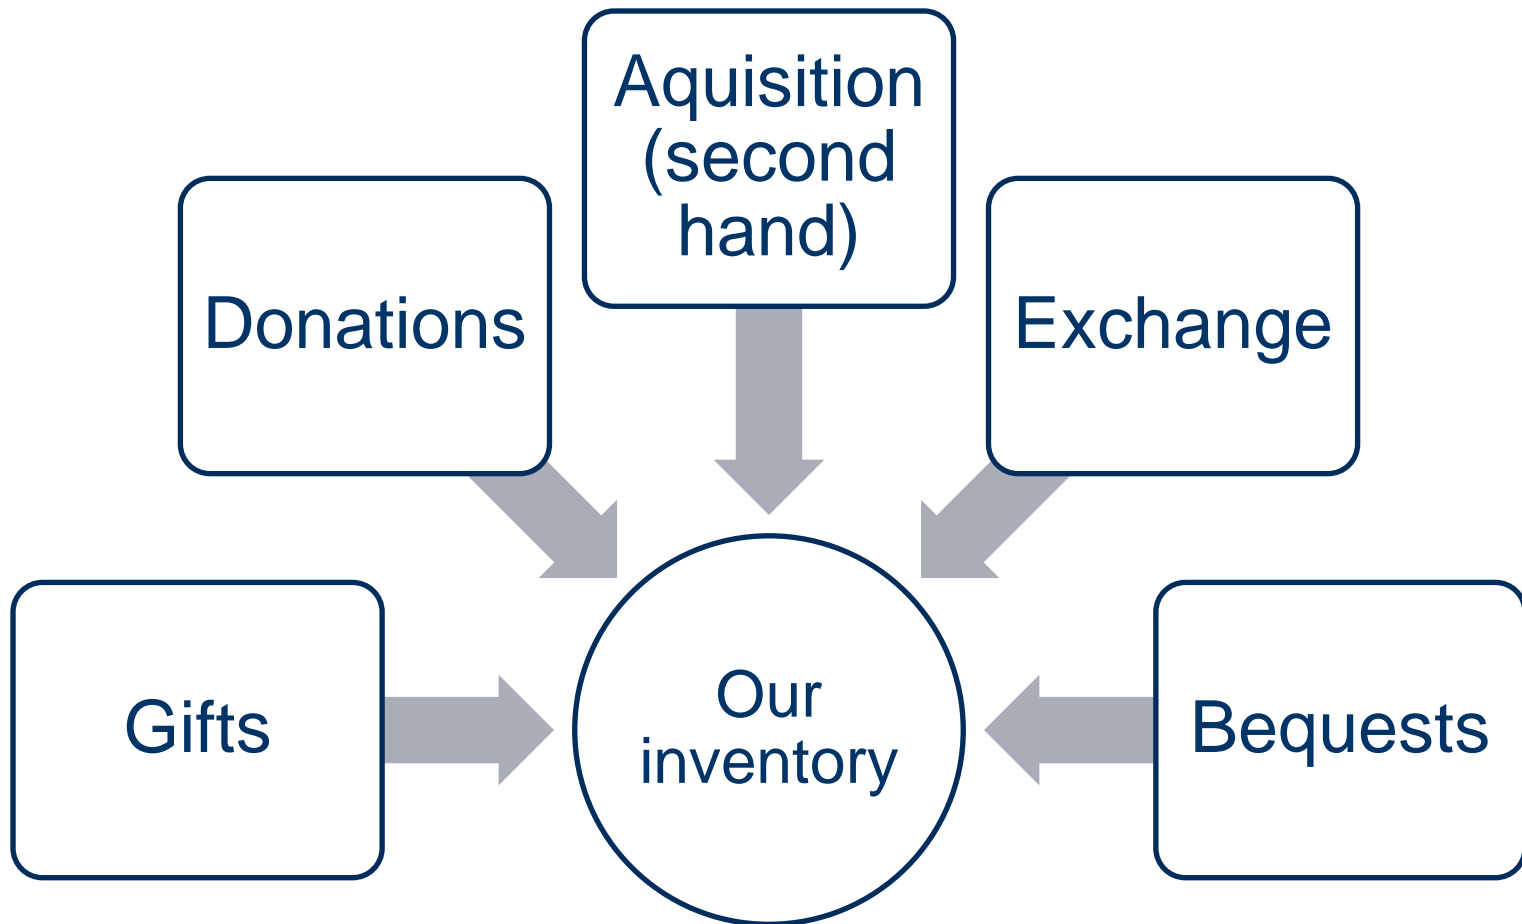 Aquisition
(second
hand)
Donations
Exchange
Gifts
Our
inventory
Bequests